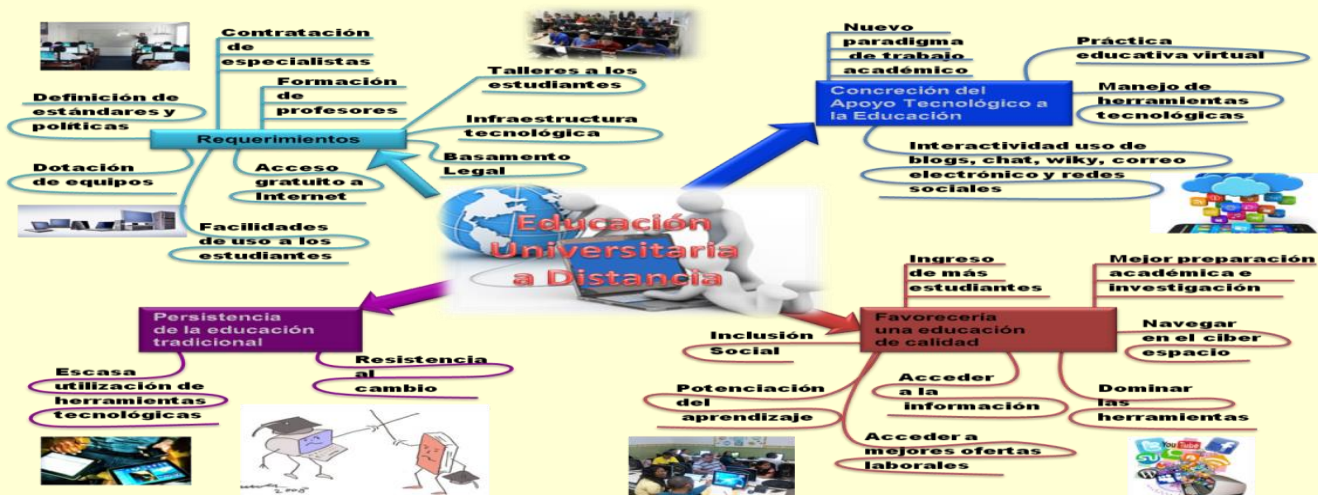 Contratación
de
especialistas
Formación
de
profesores
Talleres a los
estudiantes
Definición de
estándares y
políticas
Requerimientos
Infraestructura
tecnológica
Dotación
de equipos
Acceso
gratuito a
Internet
Basamento
Legal
Facilidades
de uso a los
estudiantes
Nuevo
paradigma
de trabajo
académico
Práctica
educativa virtual
Concreción del
Apoyo Tecnológico a
la Educación
Manejo de
herramientas
tecnológicas
Interactividad uso de
blogs, chat, wiky, correo
electrónico y redes
sociales
Educación
Universitaria
a Distancia
Persistencia
de la educación
tradicional
Escasa
utilización de
herramientas
tecnológicas
Resistencia
al
cambio
Ingreso
de más
estudiantes
Mejor preparación
académica e
investigación
Favorecería
una educación
de calidad
Inclusión
Social
Navegar
en el ciber
espacio
Potenciación
del
aprendizaje
Acceder
a la
información
Dominar
las
herramientas
Acceder a
mejores ofertas
laborales
You Tube